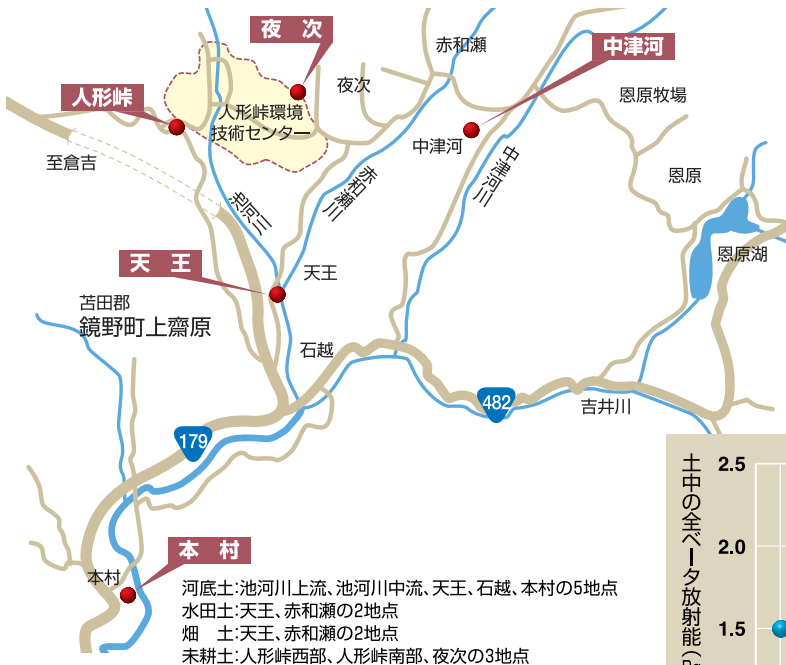 夜 次
赤和瀬
中津河
人形峠
夜次
恩原牧場
人形峠環境
技術センター
中津河
至倉吉
恩原
池河川
赤和瀬川
中津河川
天 王
天王
恩原湖
苫田郡
鏡野町上齋原
石越
482
吉井川
179
本 村
本村
河底土:池河川上流、池河川中流、天王、石越、本村の5地点
水田土:天王、赤和瀬の2地点
畑 土:天王、赤和瀬の2地点
未耕土:人形峠西部、人形峠南部、夜次の3地点
土中の全ベータ放射能(
2.5
2.0
1.5